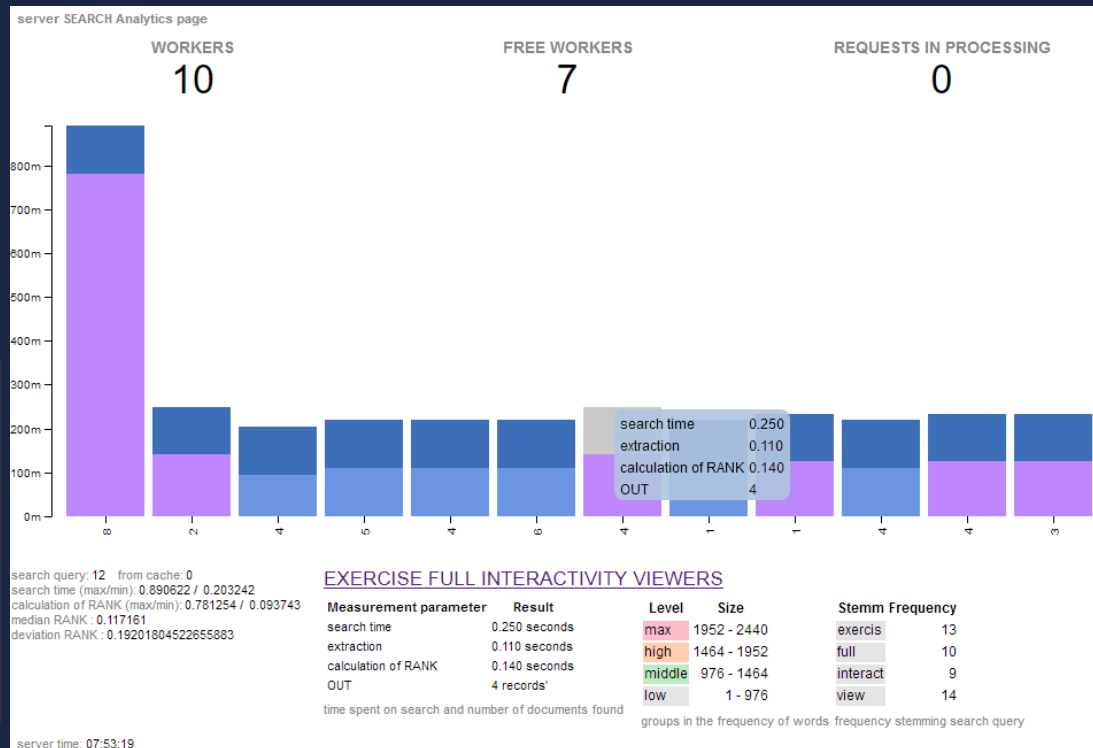 server SEARCH Analytics page
WORKERS FREE WORKERS REQUESTS IN PROCESSING
10 7 0
800m
700m
600m
500m
400m
300m
200m
100m
0m
search time 0.250
extraction 0.110
calculation of RANK 0.140
OUT 4
8 2 4 5 4 6 4 1 1 4 4 3
search query: 12 from cache: 0
search time (max/min): 0.890622 / 0.203242
calculation of RANK (max/min): 0.781254 / 0.093743
median RANK : 0.117161
deviation RANK : 0.19201804522655883
EXERCISE FULL INTERACTIVITY VIEWERS
Measurement parameter Result
search time 0.250 seconds
extraction 0.110 seconds
calculation of RANK 0.140 seconds
OUT 4 records'
time spent on search and number of documents found
Level Size
max 1952 - 2440
high 1464 - 1952
middle 976 - 1464
low 1 - 976
groups in the frequency of words
Stemm Frequency
exercis 13
full 10
interact 9
view 14
frequency stemming search query
server time: 07:53:19